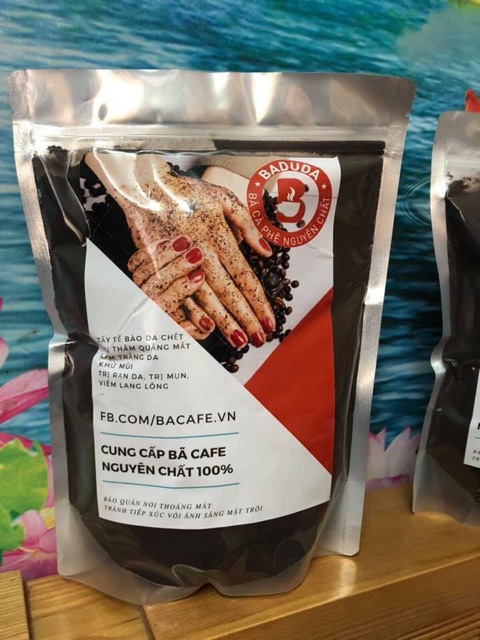 BADUDA
BÃ CÀ PHÊ NGUYÊN CHẤT
TẨY TẾ BÀO DA CHẾT
THÂM QUẦNG MẮT
LÀM TRẮNG DA
KHỬ MÙI
TRỊ RẠN DA, TRỊ MỤN,
VIÊM LANG LÔNG
...
FB.COM/BACAFE.VN
CUNG CẤP BÃ CAFE
NGUYÊN CHẤT 100%
BẢO QUẢN NƠI THOÁNG MÁT
TRÁNH TIẾP XÚC VỚI ÁNH SÁNG MẶT TRỜI